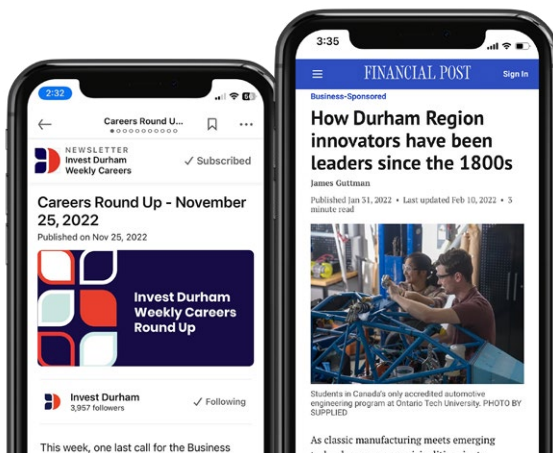 2:32
Careers Round U...
NEWSLETTER
Invest Durham
Weekly Careers
✓ Subscribed
Careers Round Up - November
25, 2022
Published on Nov 25, 2022
Invest Durham
Weekly Careers
Round Up
Invest Durham
3,957 followers
✓ Following
This week, one last call for the Business
3:35
FINANCIAL POST
Sign In
Business-Sponsored
How Durham Region
innovators have been
leaders since the 1800s
James Guttman
Published Jan 31, 2022 • Last updated Feb 10, 2022 • 3
minute read
Students in Canada's only accredited automotive
engineering program at Ontario Tech University. PHOTO BY
SUPPLIED
As classic manufacturing meets emerging